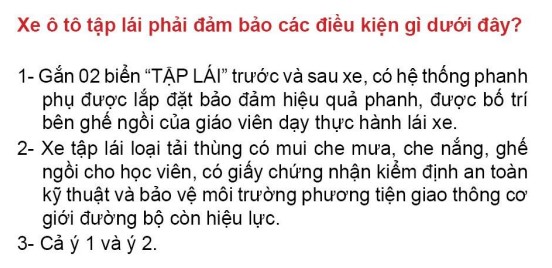 Xe ô tô tập lái phải đảm bảo các điều kiện gì dưới đây?
1- Gắn 02 biển “TẬP LÁI” trước và sau xe, có hệ thống phanh
phụ được lắp đặt bảo đảm hiệu quả phanh, được bố trí
bên ghế ngồi của giáo viên dạy thực hành lái xe.
2- Xe tập lái loại tải thùng có mui che mưa, che nắng, ghế
ngồi cho học viên, có giấy chứng nhận kiểm định an toàn
kỹ thuật và bảo vệ môi trường phương tiện giao thông cơ
giới đường bộ còn hiệu lực.
3- Cả ý 1 và ý 2.